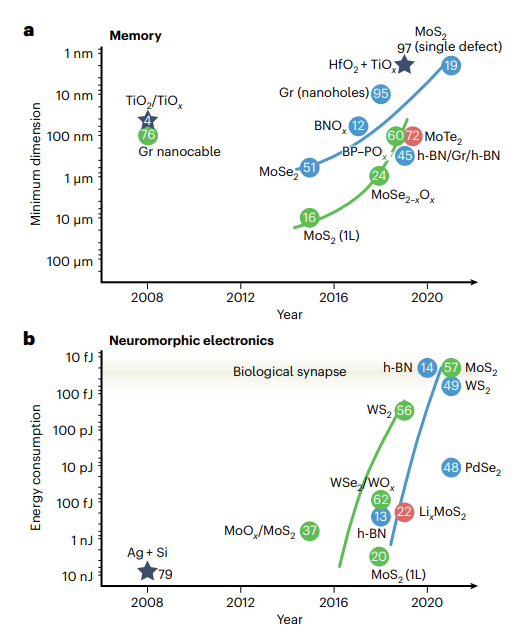 a
Memory
MoS2
97 (single defect)
1 nm
HfO2 + TiOx
19
10 nm
Gr (nanoholes) 95
TiO2/TiOx
4
BNOx 12
100 nm
76
60 72 MoTe2
Gr nanocable
BP–POx 45 h-BN/Gr/h-BN
1 µm
MoSe2 51
24
MoSe2-xOx
10 µm
16
MoS2 (1L)
100 µm
Minimum dimension
2008 2012 2016 2020
Year
b
Neuromorphic electronics
10 fJ
Biological synapse
h-BN 14 57 MoS2
49 WS2
100 fJ
WS2 56
100 pJ
10 pJ
48 PdSe2
WSe2/WOx
62
100 fJ
13 22 LixMoS2
MoOx/MoS2 37
h-BN
1 nJ
Ag + Si
20
79
MoS2 (1L)
10 nJ
Energy consumption
2008 2012 2016 2020
Year